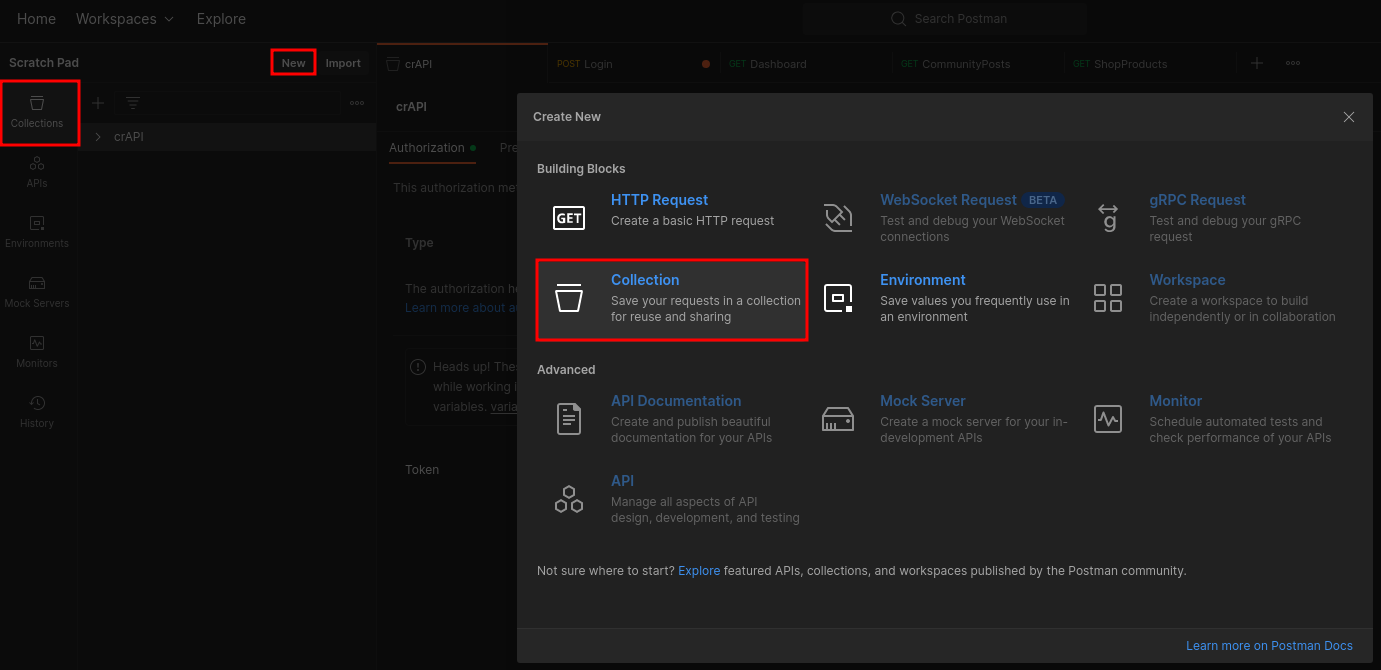 Home Workspaces Explore Search Postman
Scratch Pad New Import crAPI POST Login GET Dashboard GET CommunityPosts GET ShopProducts
Collections
APIs
Environments
Mock Servers
Monitors
History
crAPI
crAPI
Authorization Pre
This authorization met
Type
The authorization he
Learn more about au
Heads up! Thes
while working i
variables. varia
Token
Create New
Building Blocks
HTTP Request
Create a basic HTTP request
GET
WebSocket Request BETA
Test and debug your WebSocket
connections
gRPC Request
Test and debug your gRPC
request
g
Collection
Save your requests in a collection
for reuse and sharing
Environment
Save values you frequently use in
an environment
Workspace
Create a workspace to build
independently or in collaboration
Advanced
API Documentation
Create and publish beautiful
documentation for your APIs
Mock Server
Create a mock server for your in-
development APIs
Monitor
Schedule automated tests and
check performance of your APIs
API
Manage all aspects of API
design, development, and testing
Not sure where to start? Explore featured APIs, collections, and workspaces published by the Postman community.
Learn more on Postman Docs